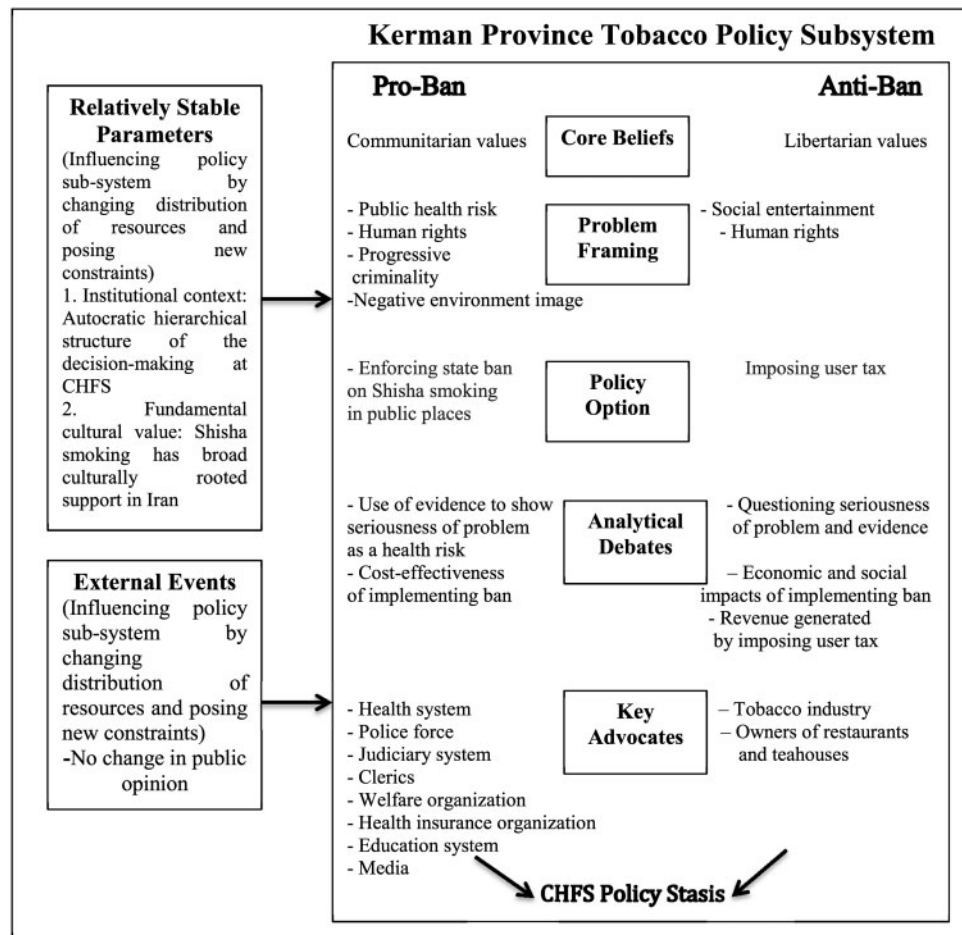 Kerman Province Tobacco Policy Subsystem
Relatively Stable
Parameters
(Influencing policy
sub-system by
changing distribution
of resources and
posing new
constraints)
1. Institutional context:
Autocratic hierarchical
structure of the
decision-making at
CHFS
2. Fundamental
cultural value: Shisha
smoking has broad
culturally rooted
support in Iran
External Events
(Influencing policy
sub-system by
changing
distribution of
resources and posing
new constraints)
-No change in public
opinion
Pro-Ban
Anti-Ban
Communitarian values
Core Beliefs
Libertarian values
- Public health risk
- Human rights
- Progressive
criminality
-Negative environment image
Problem
Framing
- Social entertainment
- Human rights
- Enforcing state ban
on Shisha smoking
in public places
Policy
Option
Imposing user tax
- Use of evidence to show
seriousness of problem
as a health risk
- Cost-effectiveness
of implementing ban
Analytical
Debates
- Questioning seriousness
of problem and evidence
– Economic and social
impacts of implementing ban
- Revenue generated
by imposing user tax
- Health system
- Police force
- Judiciary system
- Clerics
- Welfare organization
- Health insurance organization
- Education system
- Media
Key
Advocates
– Tobacco industry
– Owners of restaurants
and teahouses
CHFS Policy Stasis